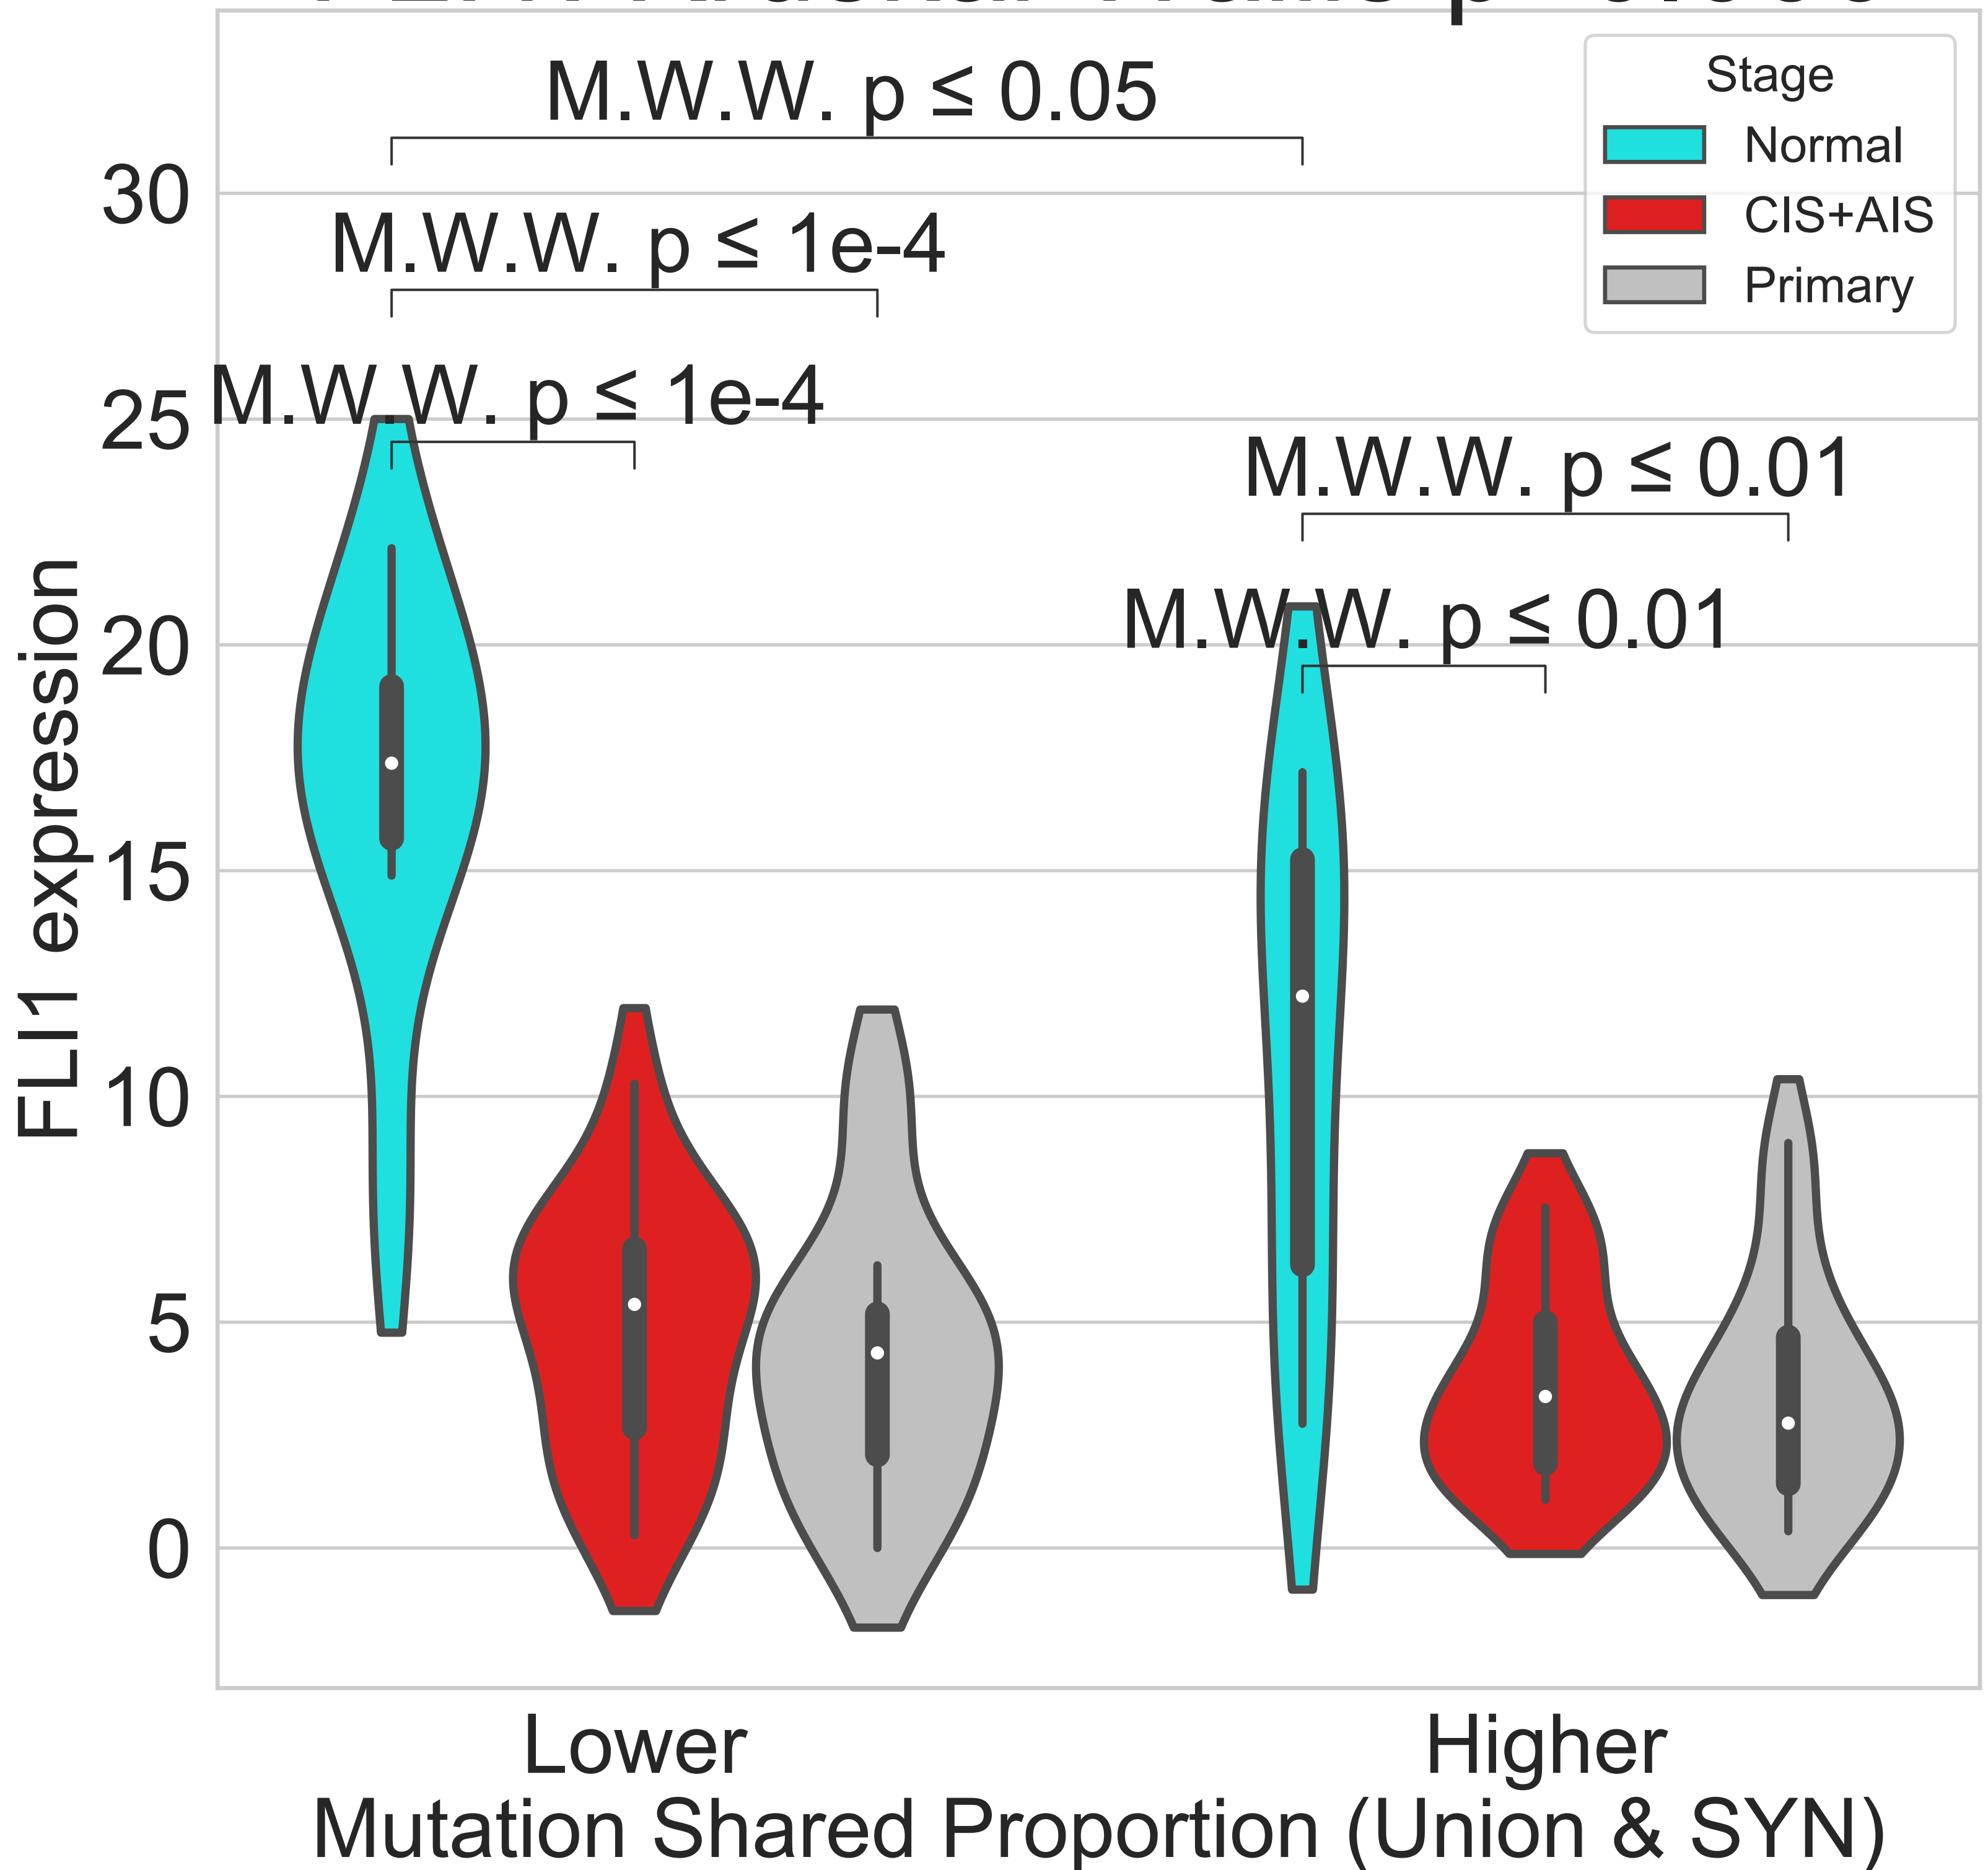 M.W.W. p ≤ 0.05
M.W.W. p ≤ 1e-4
M.W.W. p ≤ 1e-4
M.W.W. p ≤ 0.01
M.W.W. p ≤ 0.01
Stage
Normal
CIS+AIS
Primary
FLI1 expression
30
25
20
15
10
5
0
Lower
Higher
Mutation Shared Proportion (Union & SYN)